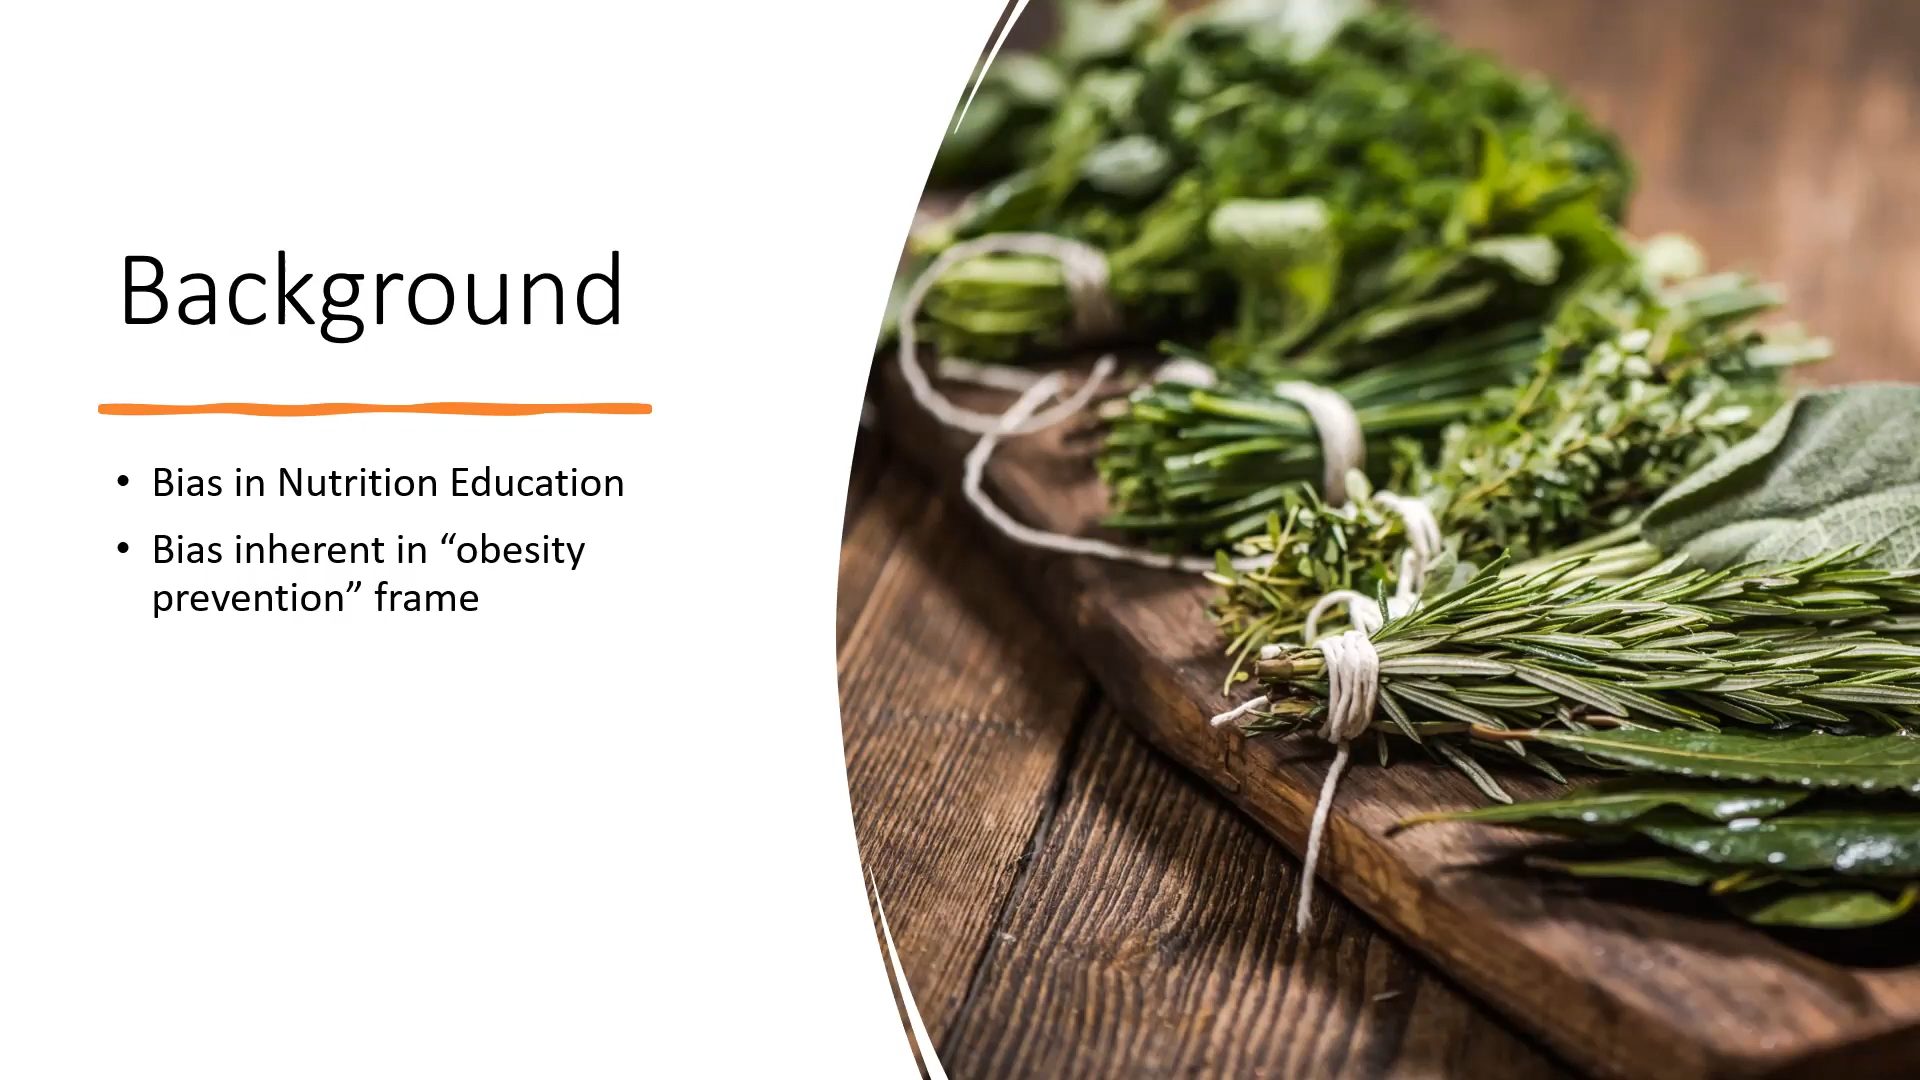 Background
• Bias in Nutrition Education
• Bias inherent in “obesity
prevention” frame